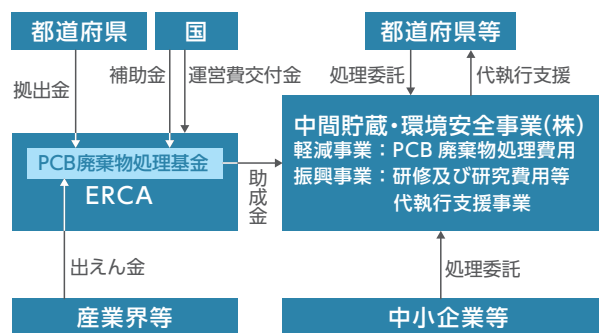 都道府県
国
都道府県等
補助金
運営費交付金
拠出金
処理委託
代執行支援
PCB廃棄物処理基金
ERCA
助成金
中間貯蔵・環境安全事業(株)
軽減事業：PCB 廃棄物処理費用
振興事業：研修及び研究費用等
代執行支援事業
出えん金
処理委託
産業界等
中小企業等